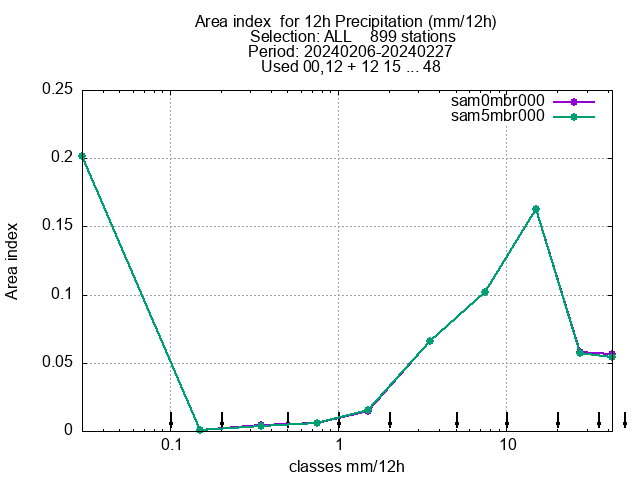 Area index  for 12h Precipitation (mm/12h)
Selection: ALL    899 stations
Period: 20240206-20240227
Used 00,12 + 12 15 ... 48
sam0mbr000
sam5mbr000
0.25
0.2
0.15
0.1
0.05
0
Area index
0.1
1
10
classes mm/12h